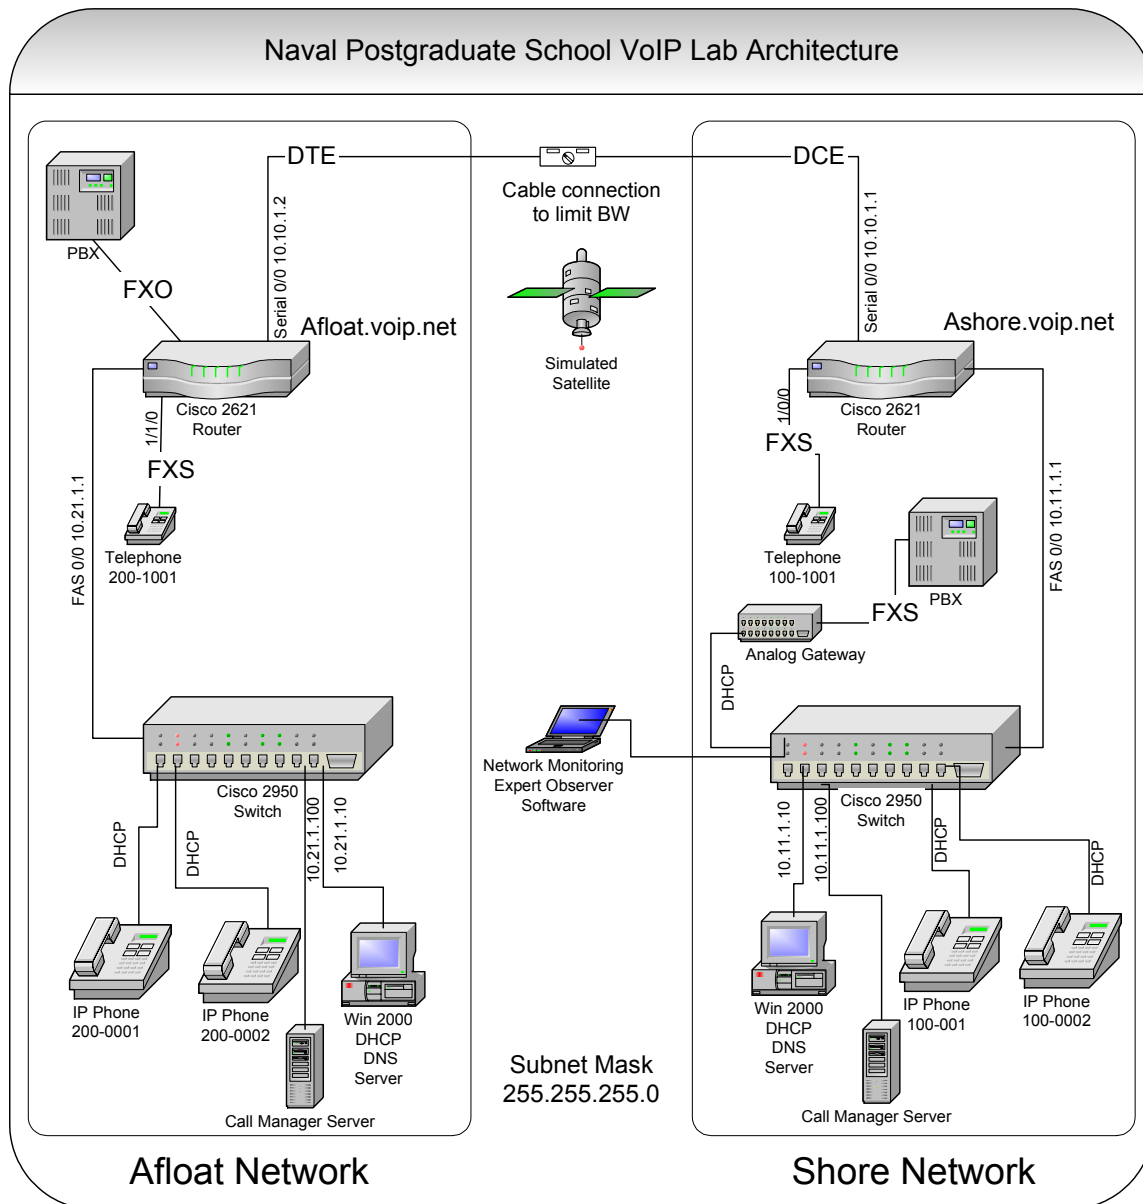 Naval Postgraduate School VoIP Lab Architecture
DTE
DCE
Cable connection
to limit BW
PBX
FXO
Serial 0/0 10.10.1.2
Serial 0/0 10.10.1.1
Afloat.voip.net
Ashore.voip.net
Simulated
Satellite
Cisco 2621
Router
1/1/0
FXS
FAS 0/0 10.21.1.1
Telephone
200-1001
Cisco 2621
Router
1/0/0
FXS
Telephone
100-1001
FAS 0/0 10.11.1.1
PBX
FXS
Analog Gateway
DHCP
Cisco 2950
Switch
DHCP
DHCP
10.21.1.100
10.21.1.10
Network Monitoring
Expert Observer
Software
Cisco 2950
Switch
10.11.1.10
10.11.1.100
DHCP
DHCP
IP Phone
200-0001
IP Phone
200-0002
Win 2000
DHCP
DNS
Server
Call Manager Server
Subnet Mask
255.255.255.0
Win 2000
DHCP
DNS
Server
Call Manager Server
IP Phone
100-001
IP Phone
100-0002
Afloat Network
Shore Network